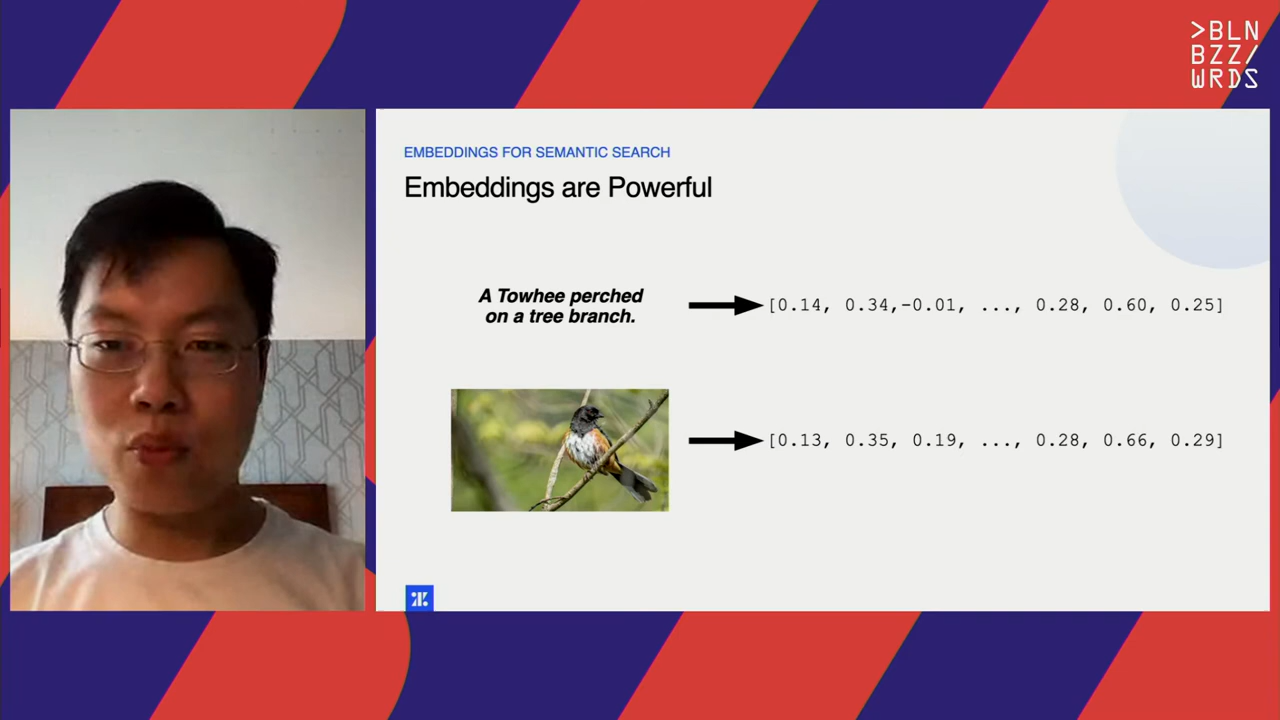 >BLN
BZZ/
WRDS
EMBEDDINGS FOR SEMANTIC SEARCH
Embeddings are Powerful
A Towhee perched
on a tree branch.
[0.14, 0.34,-0.01, ..., 0.28, 0.60, 0.25]
[0.13, 0.35, 0.19, ..., 0.28, 0.66, 0.29]